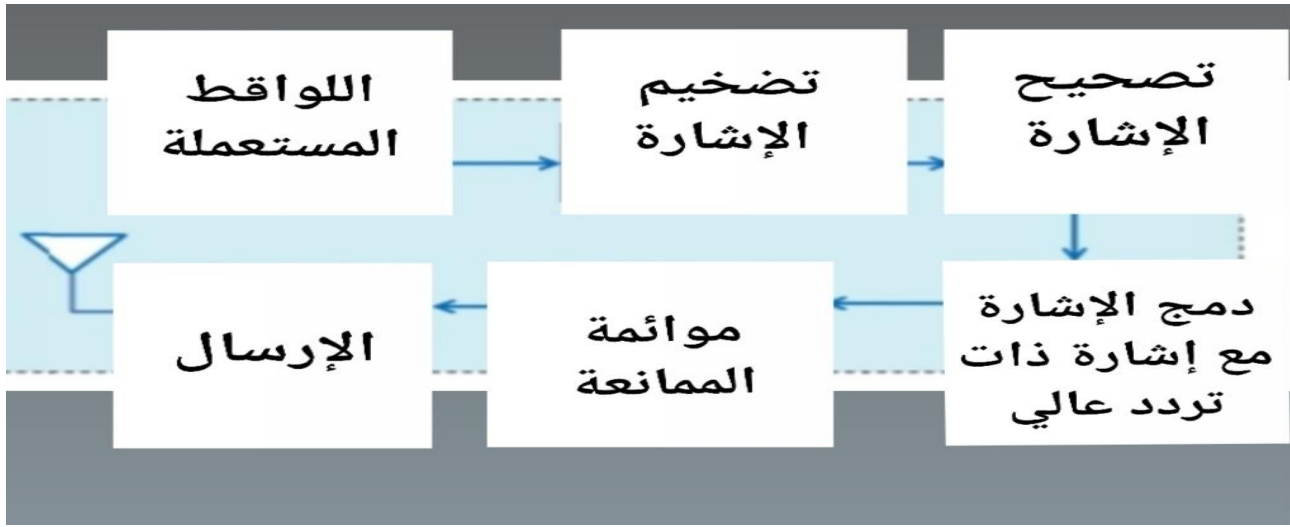 اللواقط
المستعملة
تضخيم
الإشارة
تصحيح
الإشارة
دمج الإشارة
مع إشارة ذات
تردد عالي
موائمة
الممانعة
الإرسال